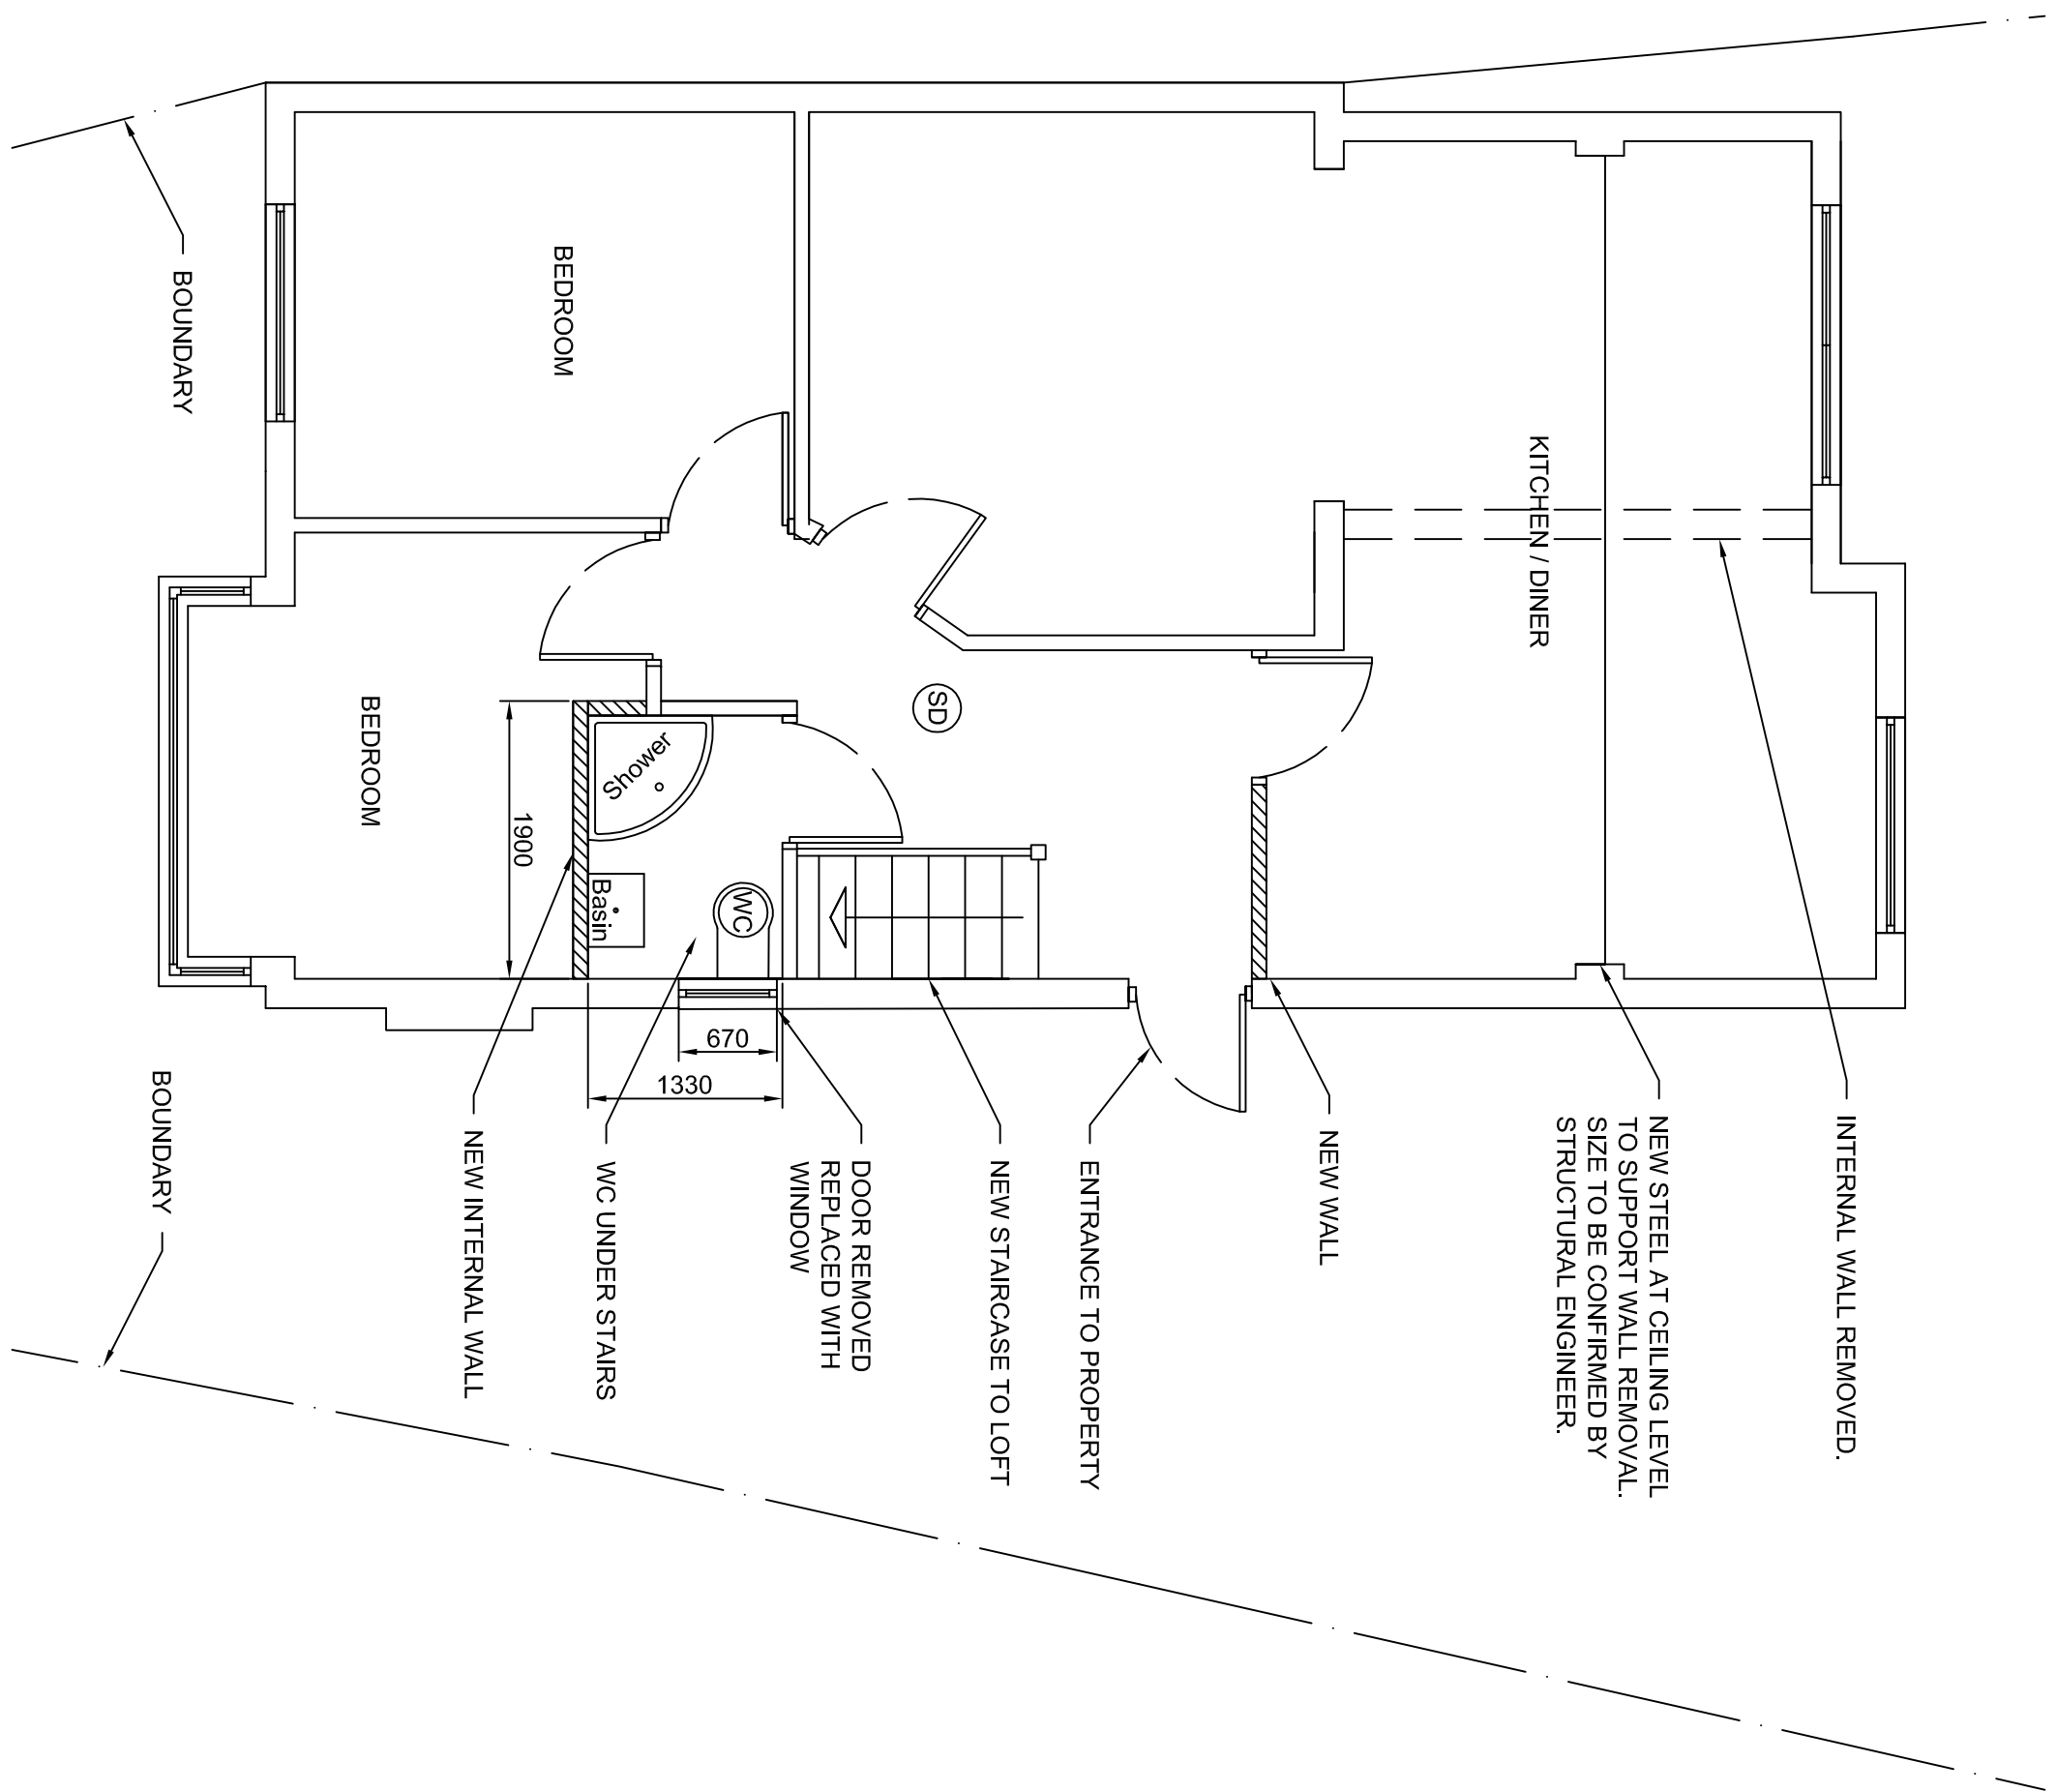 BOUNDARY
BEDROOM
KITCHEN / DINER
BEDROOM
SD
Shower
1900
Basin
WC
670
1330
BOUNDARY
NEW INTERNAL WALL
WC UNDER STAIRS
DOOR REMOVED
REPLACED WITH
WINDOW
NEW STAIRCASE TO LOFT
ENTRANCE TO PROPERTY
NEW WALL
NEW STEEL AT CEILING LEVEL
TO SUPPORT WALL REMOVAL.
SIZE TO BE CONFIRMED BY
STRUCTURAL ENGINEER.
INTERNAL WALL REMOVED.